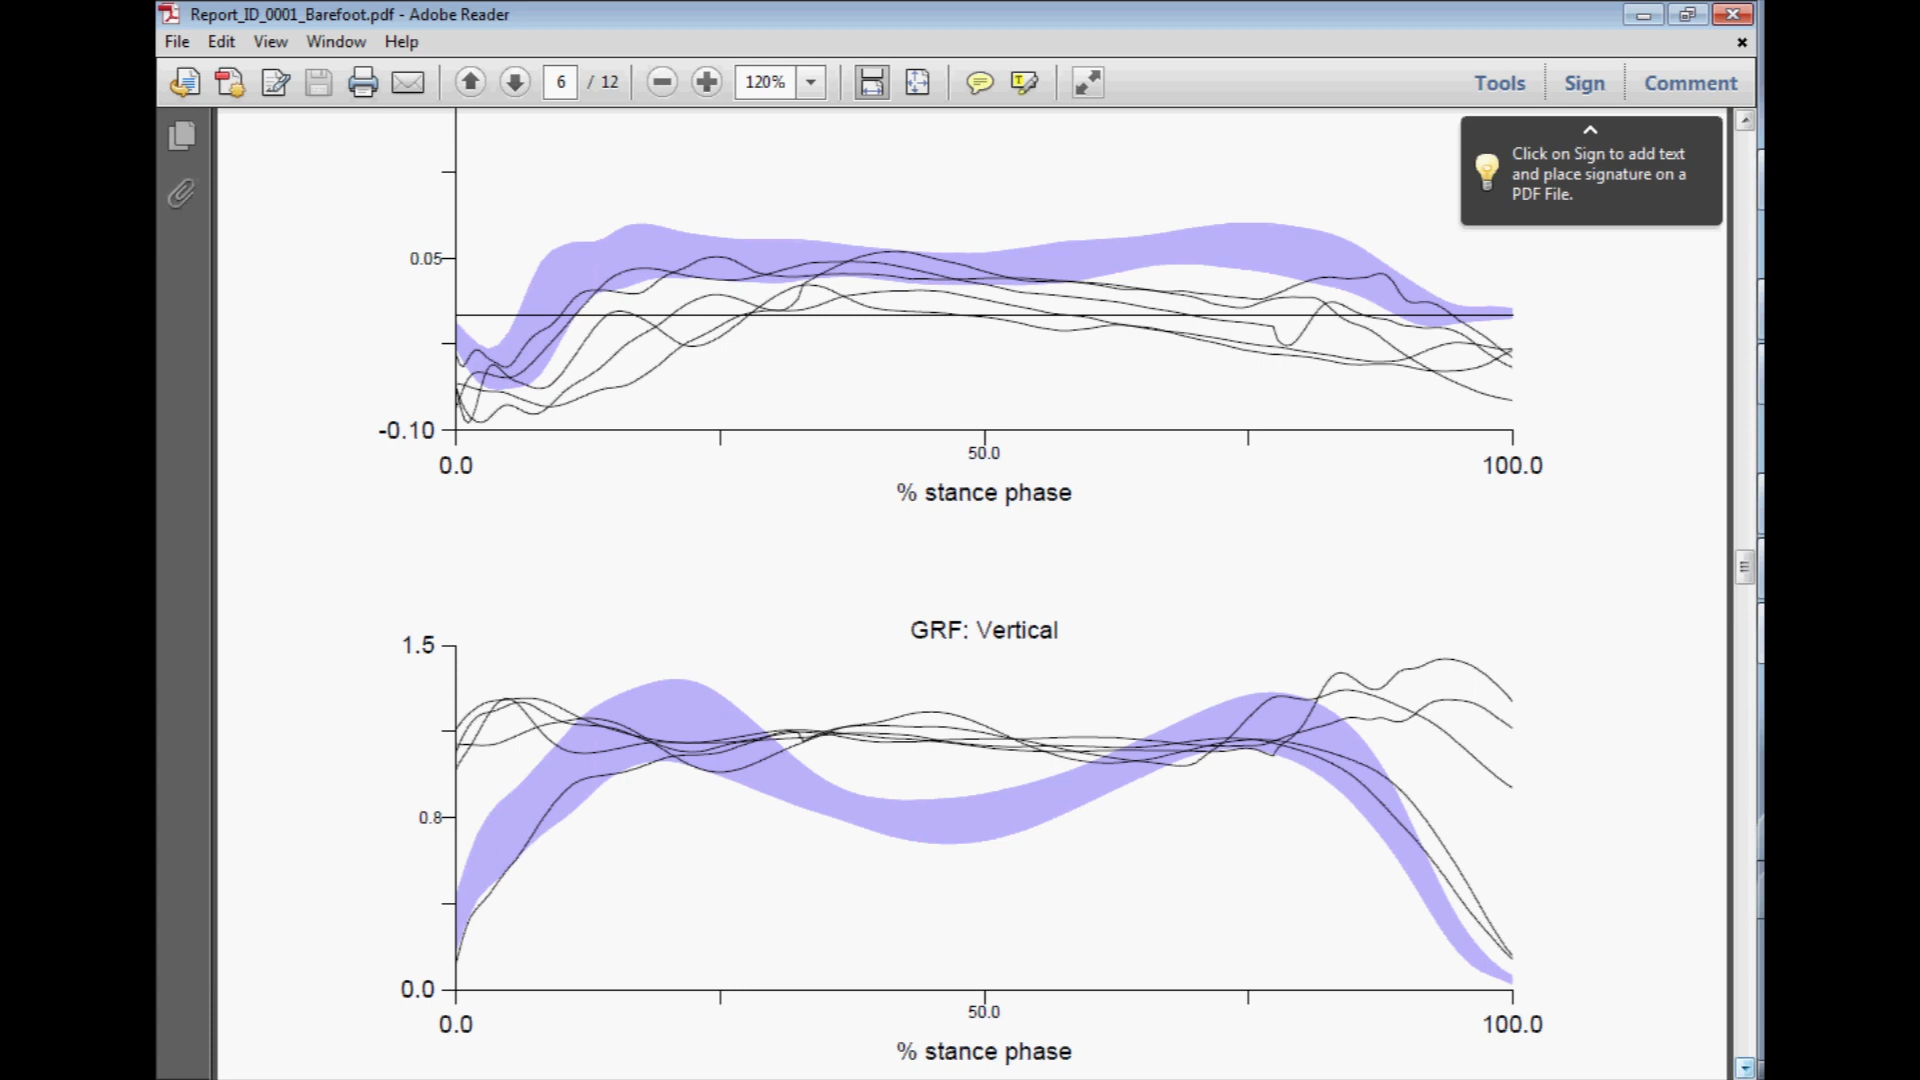 Report_ID_0001_Barefoot.pdf - Adobe Reader
File Edit View Window Help
6 / 12 120% Tools Sign Comment
Click on Sign to add text
and place signature on a
PDF File.
0.05
-0.10
0.0 50.0 100.0
% stance phase
GRF: Vertical
1.5
0.8
0.0
0.0 50.0 100.0
% stance phase